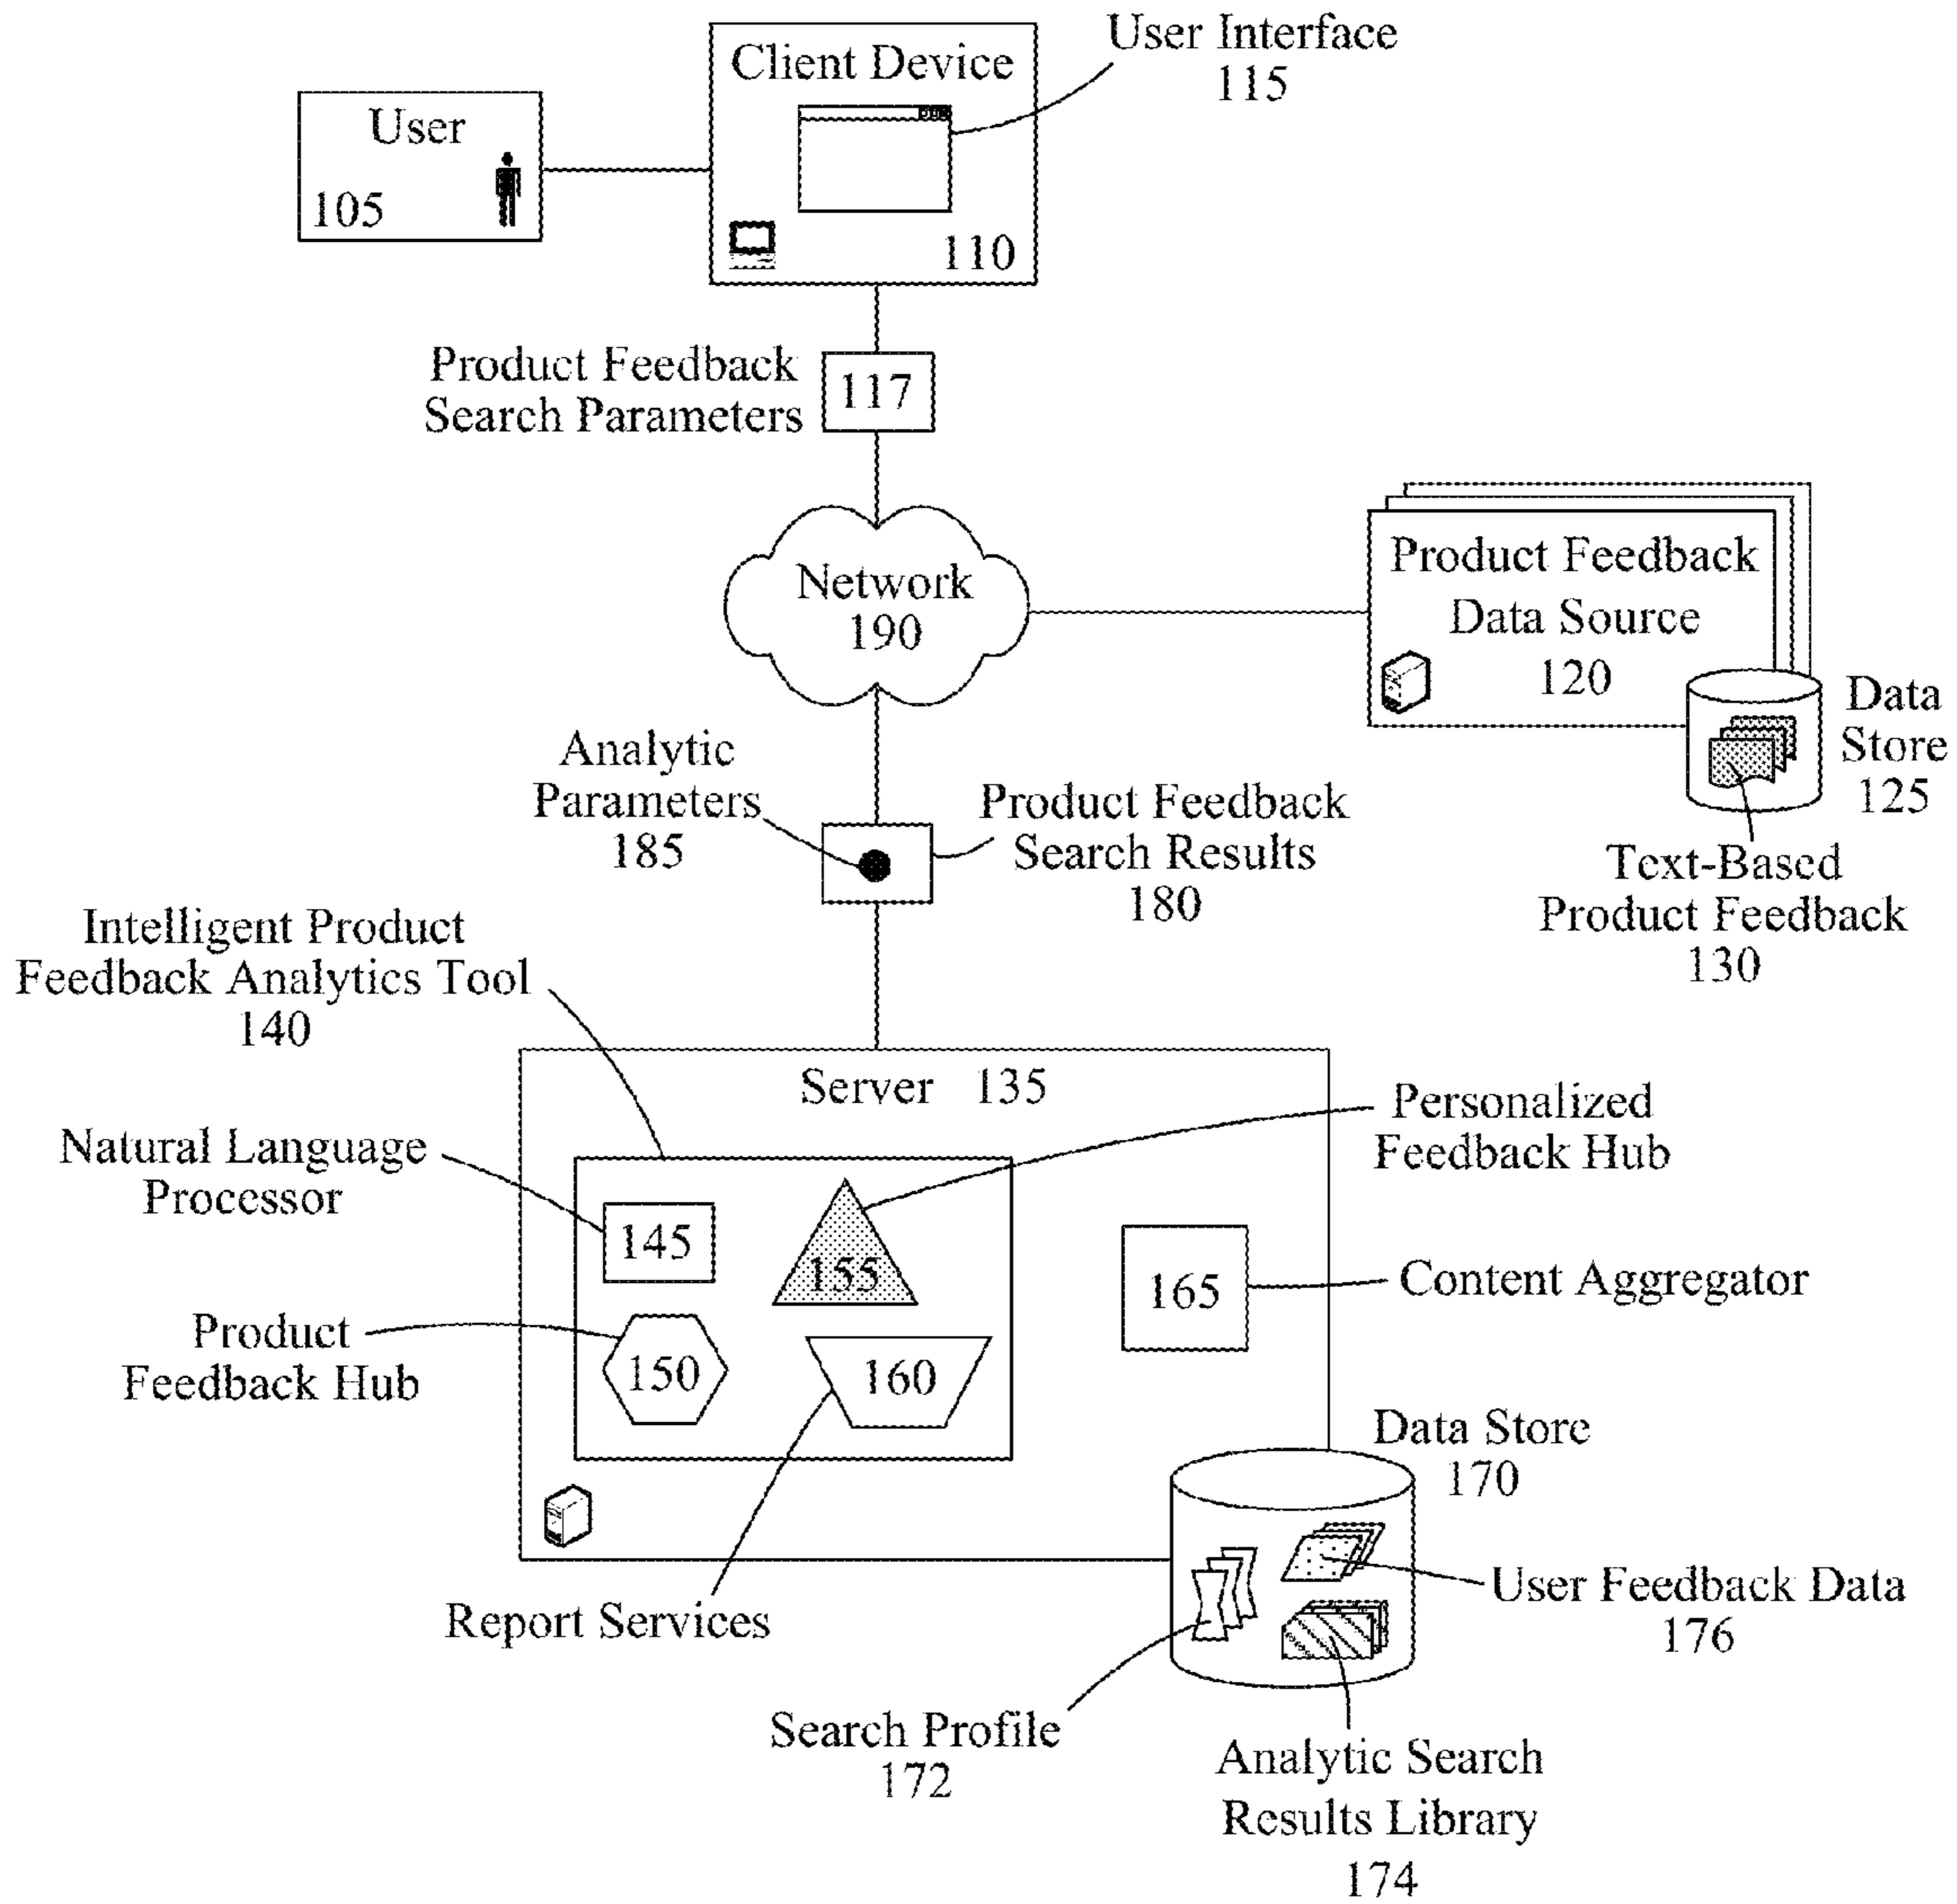 User Interface
115
Client Device
110
User
105
Product Feedback
Search Parameters
117
Network
190
Product Feedback
Data Source
120
Data
Store
125
Text-Based
Product Feedback
130
Analytic
Parameters
185
Product Feedback
Search Results
180
Intelligent Product
Feedback Analytics Tool
140
Server 135
Personalized
Feedback Hub
Natural Language
Processor
145
155
165
Content Aggregator
Product
Feedback Hub
150
160
Data Store
170
Report Services
User Feedback Data
176
Search Profile
172
Analytic Search
Results Library
174